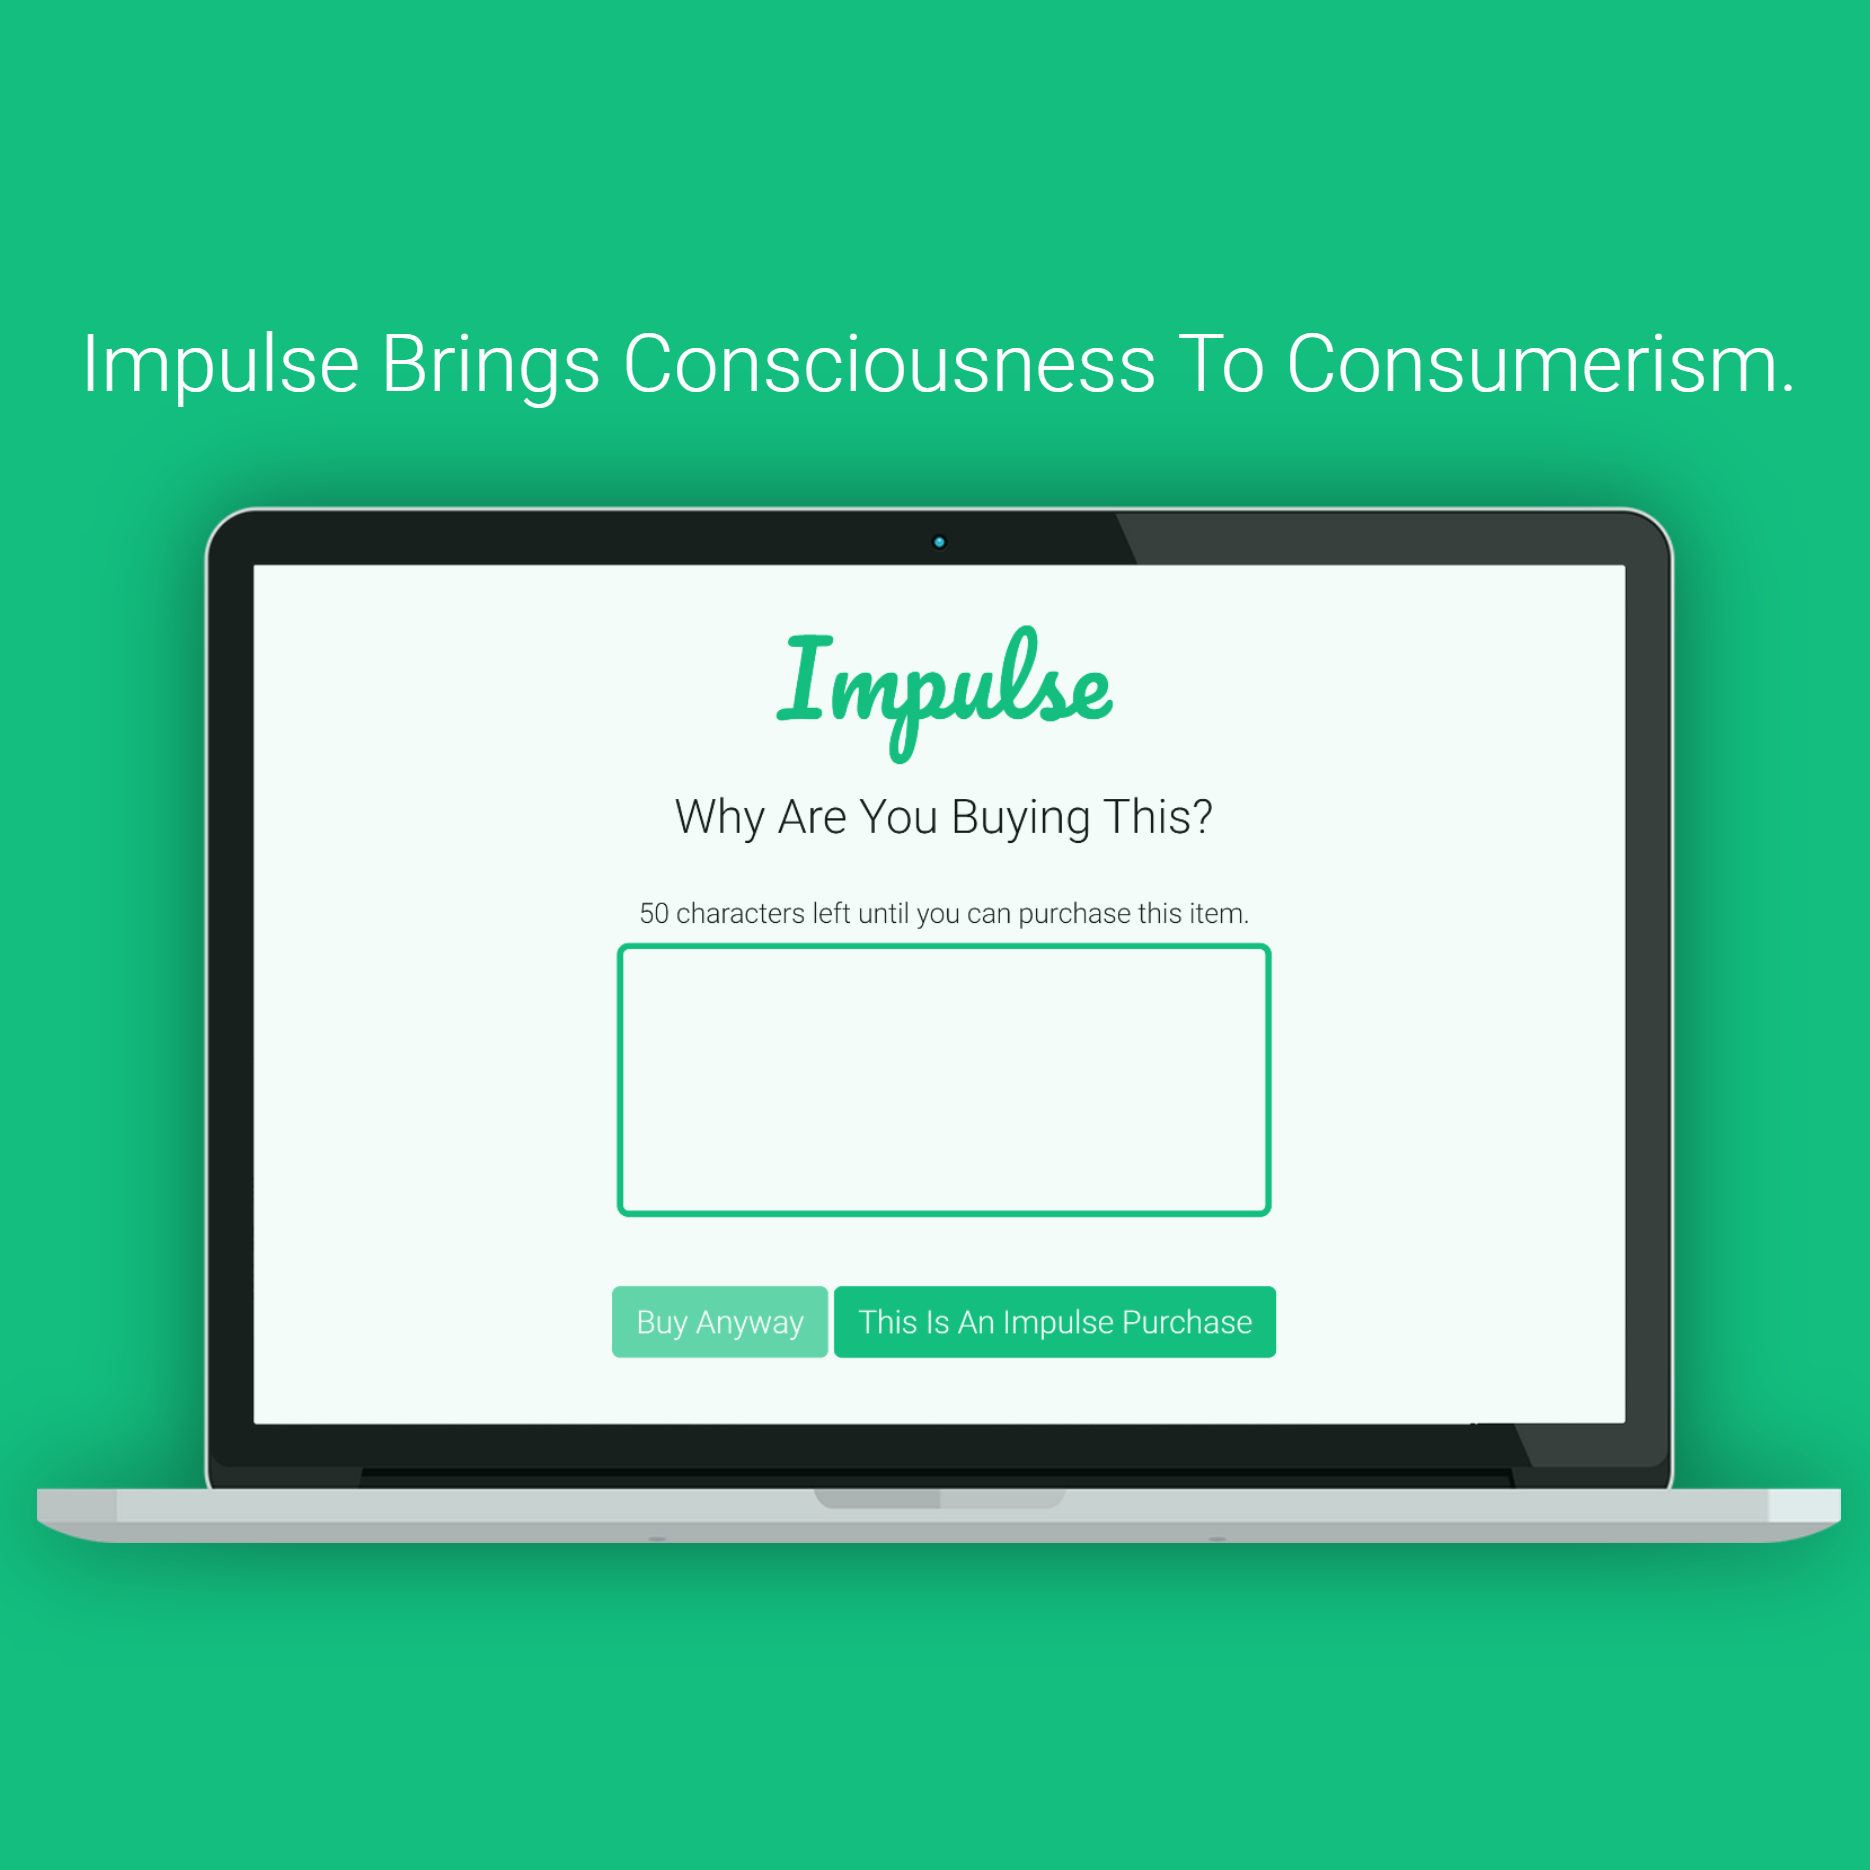 Impulse Brings Consciousness To Consumerism.
Impulse
Why Are You Buying This?
50 characters left until you can purchase this item.
Buy Anyway
This Is An Impulse Purchase